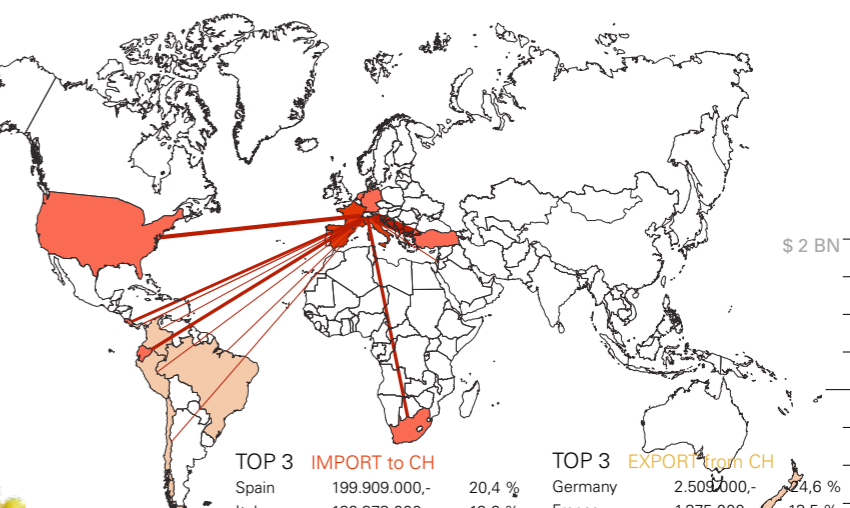 $ 2 BN
TOP 3 IMPORT to CH
Spain 199.909.000,- 20,4 %
TOP 3 EXPORT from CH
Germany 2.509.000,- 24,6 %